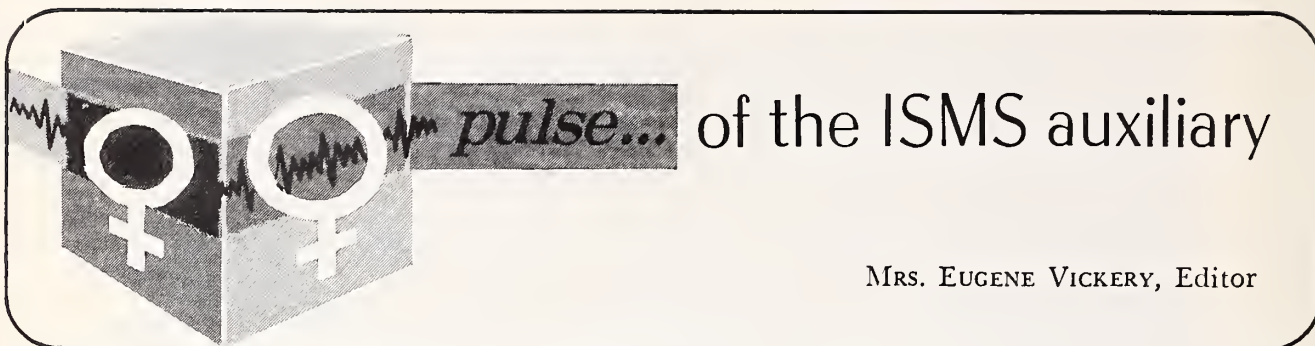 pulse... of the ISMS auxiliary
MRS. EUGENE VICKERY, Editor